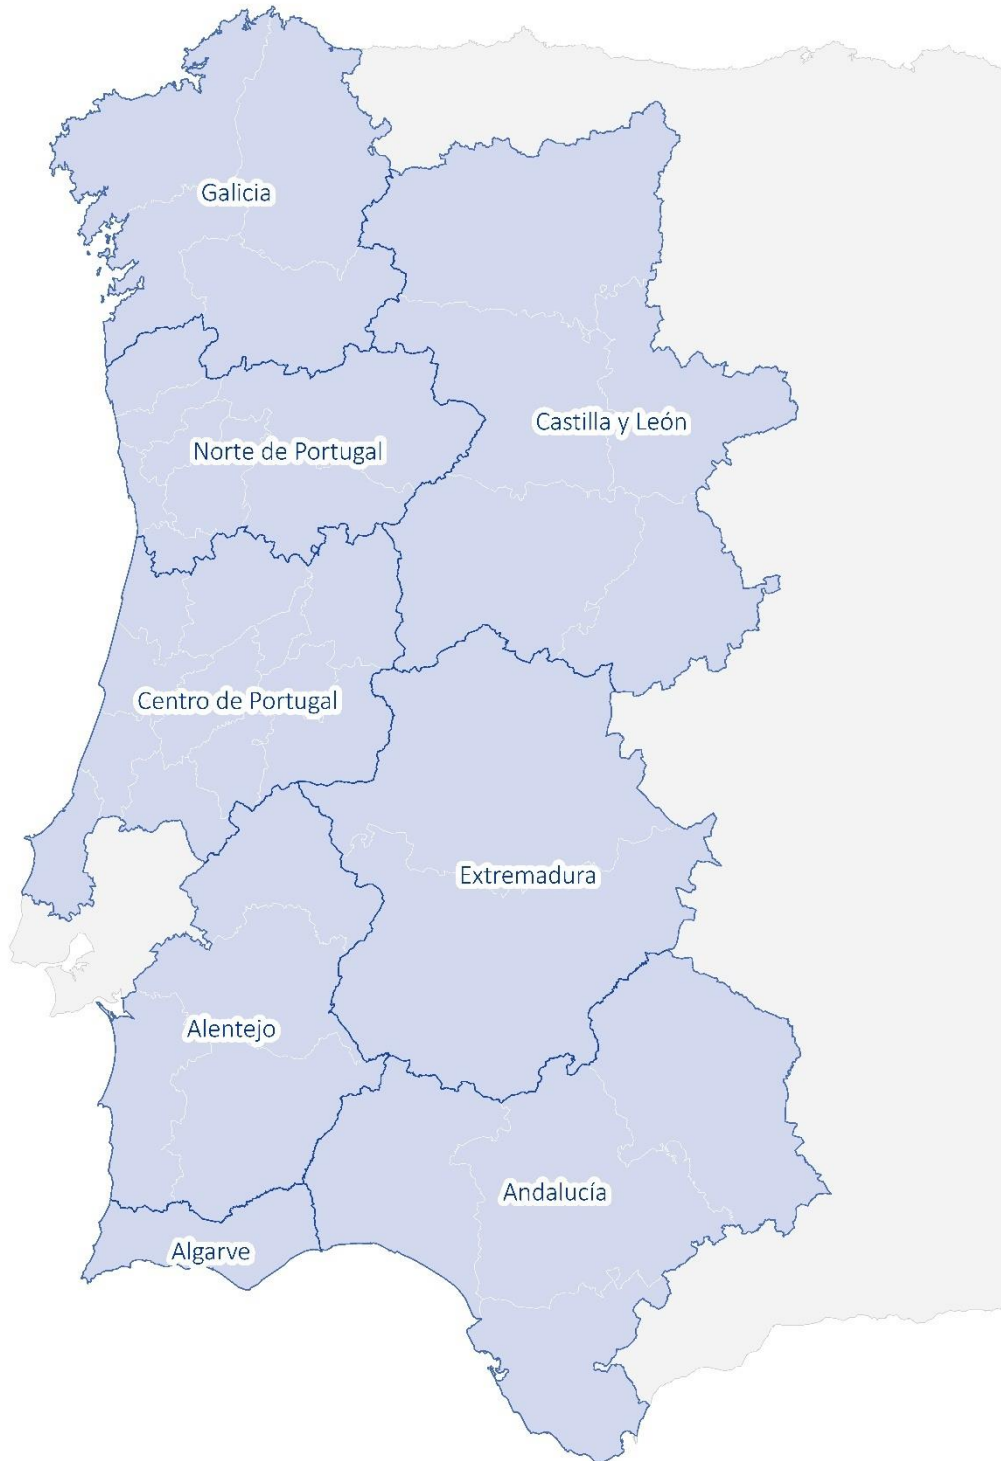 Galicia
Castilla y León
Norte de Portugal
Centro de Portugal
Extremadura
Alentejo
Andalucía
Algarve